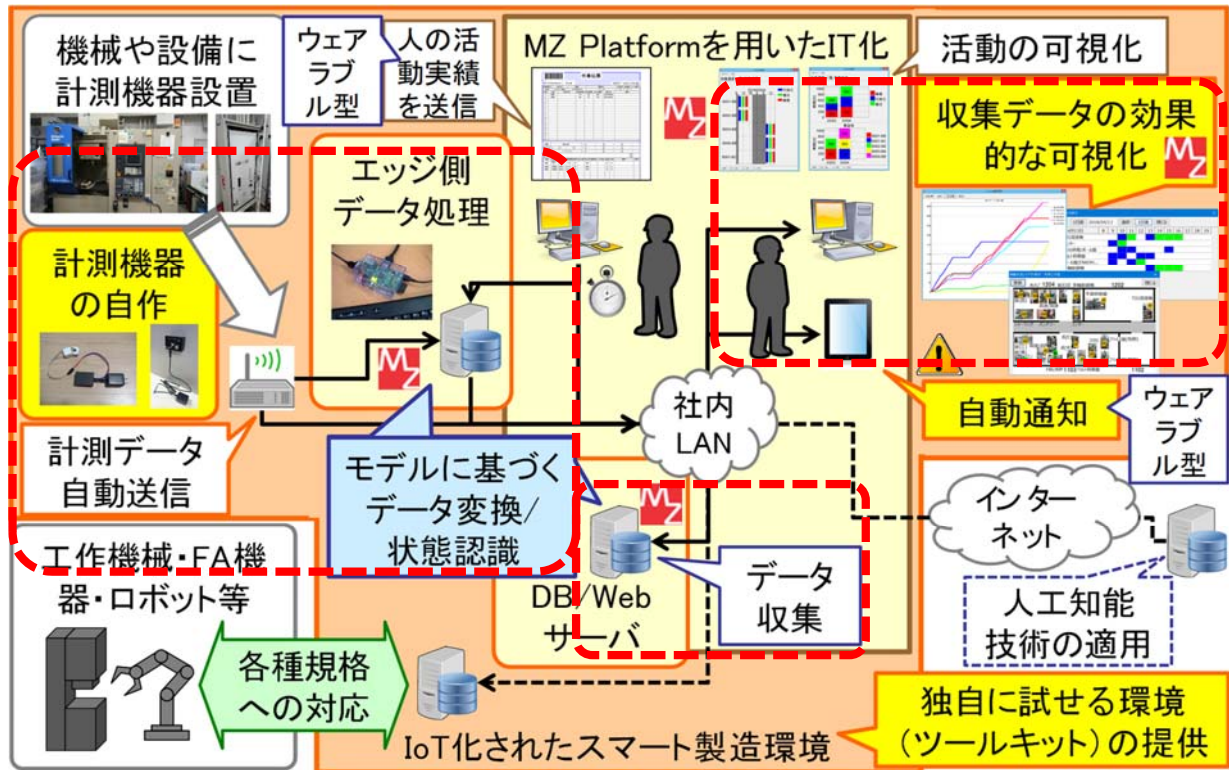 機械や設備に
計測機器設置
ウェア
ラブ
ル型
人の活
動実績
を送信
MZ Platformを用いたIT化
活動の可視化
収集データの効果
的な可視化
MZ
MZ
エッジ側
データ処理
計測機器
の自作
MZ
計測データ
自動送信
モデルに基づく
データ変換/
状態認識
社内
LAN
自動通知
ウェア
ラブ
ル型
MZ
データ
収集
DB/Web
サーバ
インター
ネット
人工知能
技術の適用
工作機械・FA機
器・ロボット等
各種規格
への対応
IoT化されたスマート製造環境
独自に試せる環境
（ツールキット）の提供